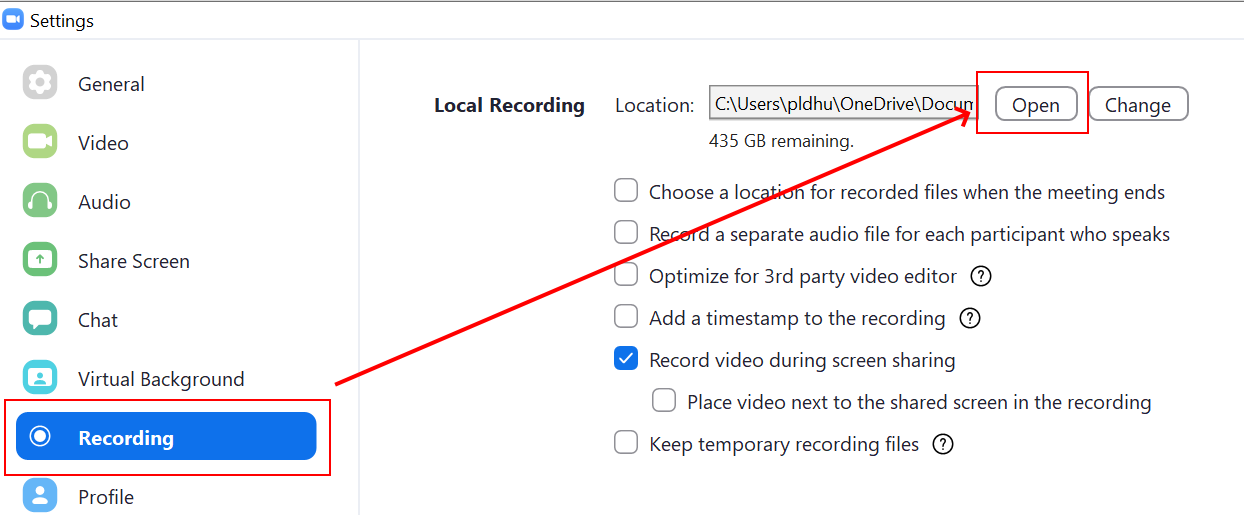 Settings
General
Video
Audio
Share Screen
Chat
Virtual Background
Recording
Profile
Local Recording Location: C:\Users\pldhu\OneDrive\Docum Open Change
435 GB remaining.
Choose a location for recorded files when the meeting ends
Record a separate audio file for each participant who speaks
Optimize for 3rd party video editor ?
Add a timestamp to the recording ?
Record video during screen sharing
Place video next to the shared screen in the recording
Keep temporary recording files ?